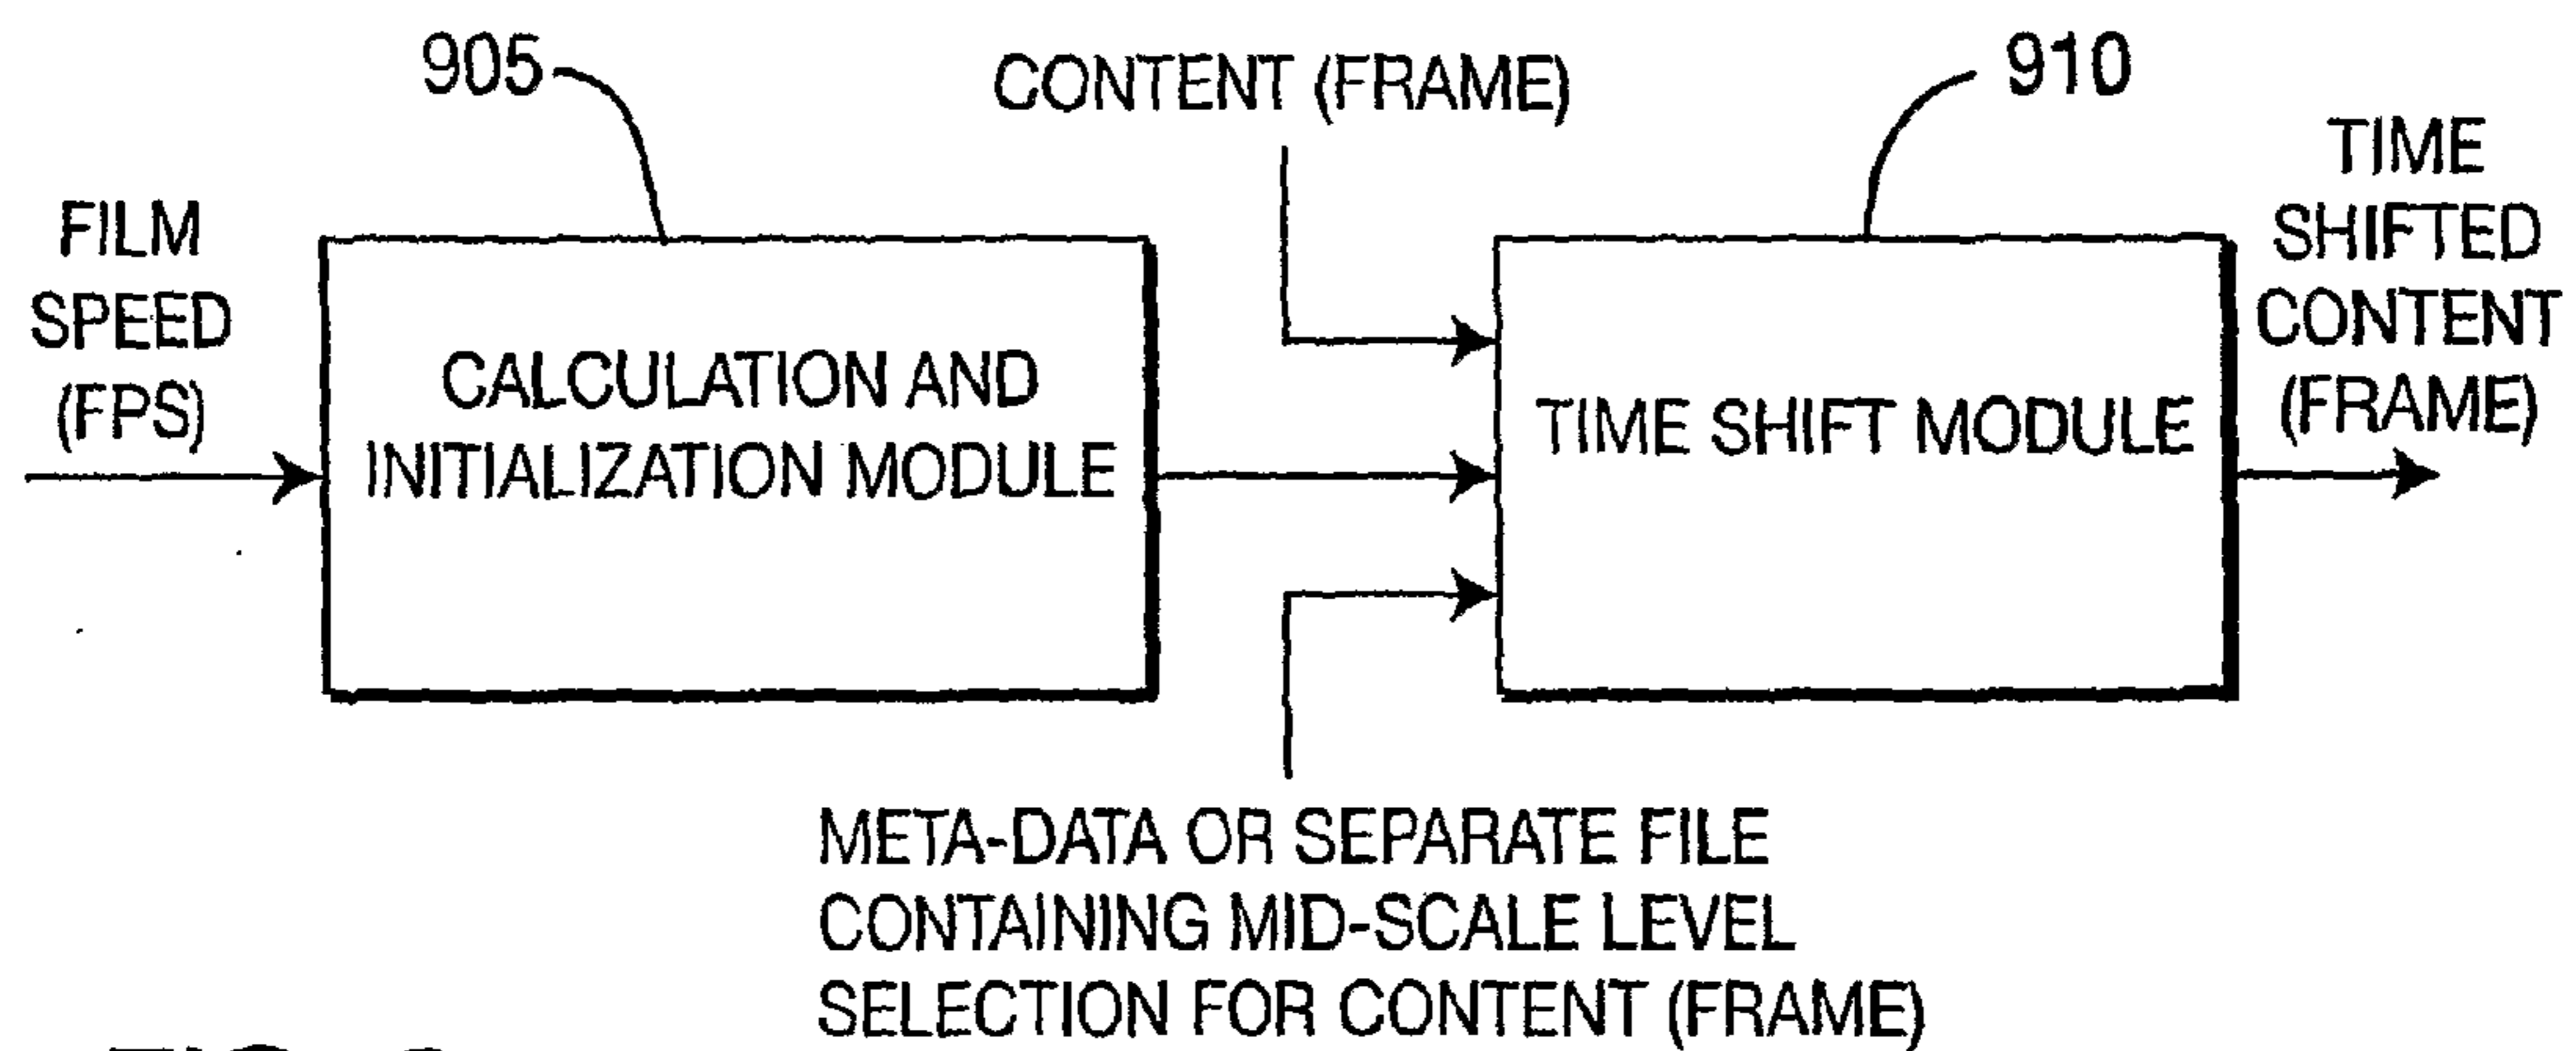 905
CONTENT (FRAME)
910
FILM
SPEED
(FPS)
CALCULATION AND
INITIALIZATION MODULE
TIME SHIFT MODULE
TIME
SHIFTED
CONTENT
(FRAME)
META-DATA OR SEPARATE FILE
CONTAINING MID-SCALE LEVEL
SELECTION FOR CONTENT (FRAME)